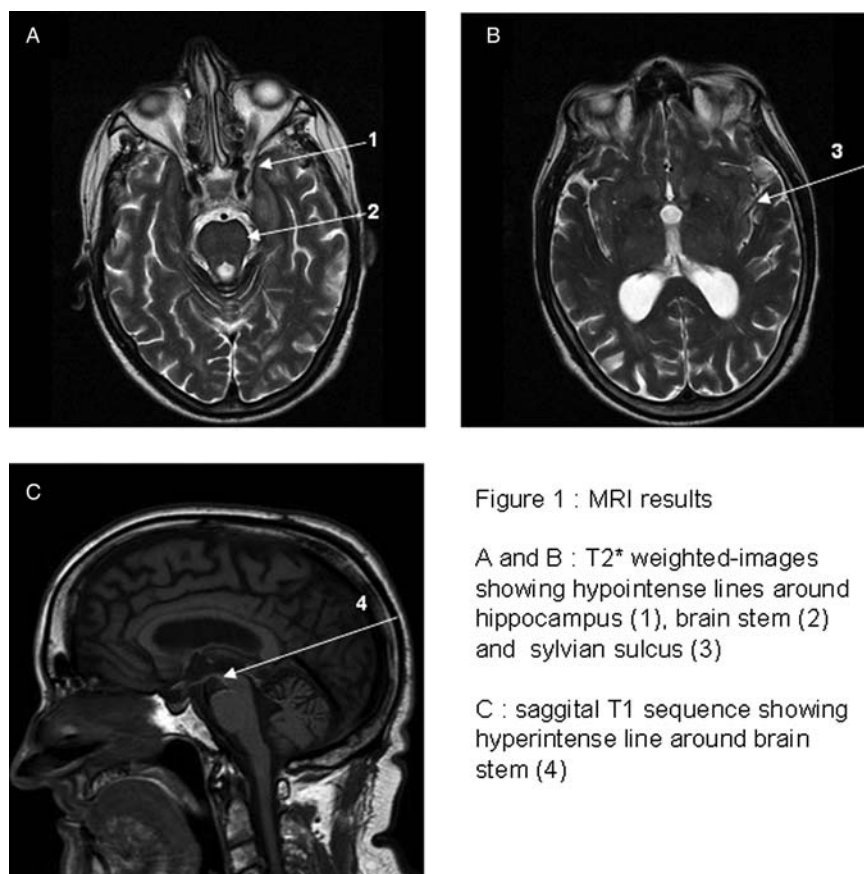 A
1
2
B
3
C
4
Figure 1 : MRI results
A and B : T2* weighted-images
showing hypointense lines around
hippocampus (1), brain stem (2)
and sylvian sulcus (3)
C : saggital T1 sequence showing
hyperintense line around brain
stem (4)